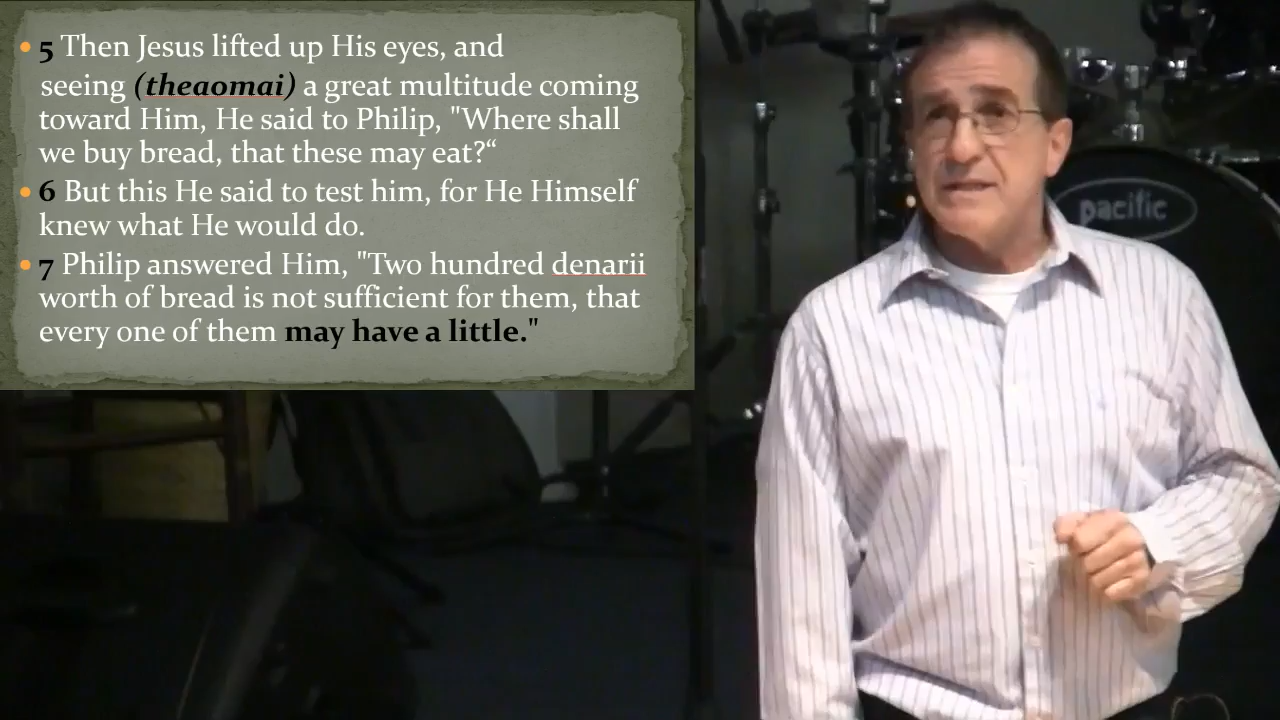 5 Then Jesus lifted up His eyes, and
seeing (theaomai) a great multitude coming
toward Him, He said to Philip, "Where shall
we buy bread, that these may eat?“
6 But this He said to test him, for He Himself
knew what He would do.
7 Philip answered Him, "Two hundred denarii
worth of bread is not sufficient for them, that
every one of them may have a little."
pacific